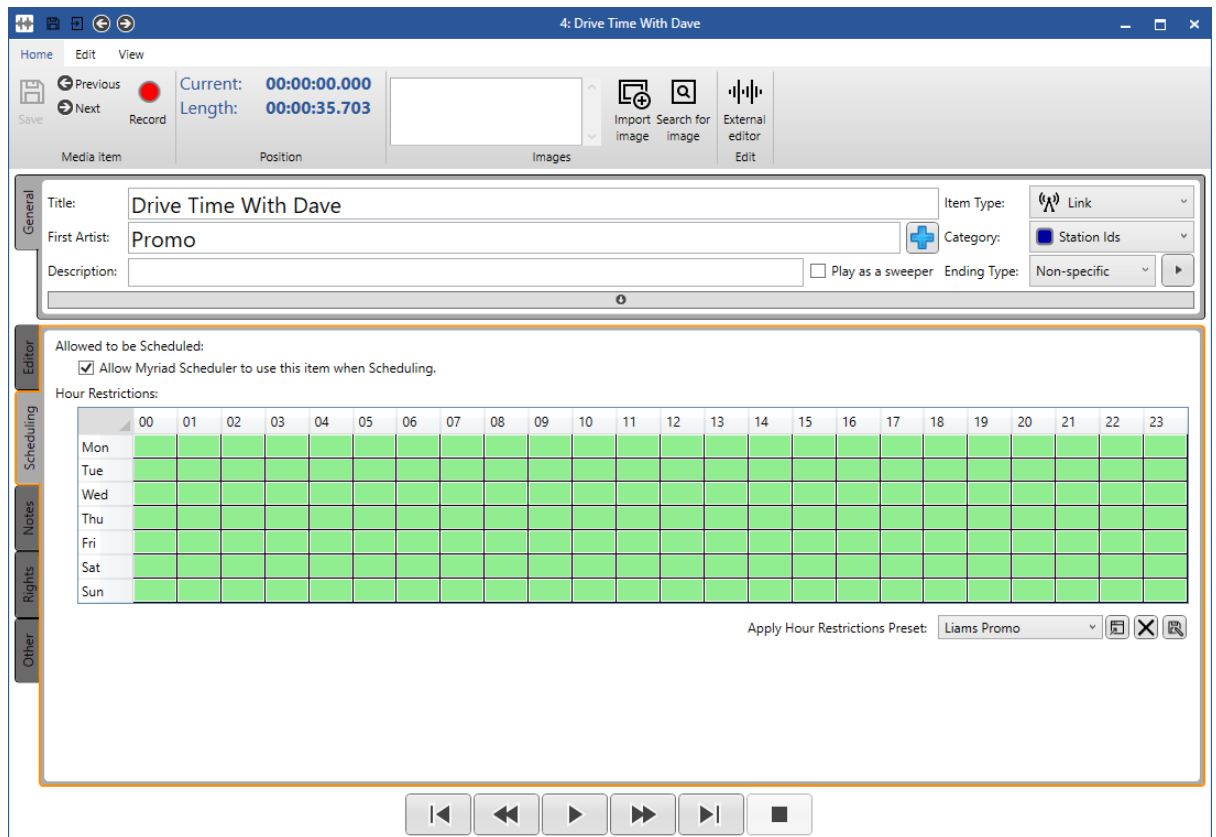 4: Drive Time With Dave
Home Edit View
Save
Previous
Next
Record
Current: 00:00:00.000
Length: 00:00:35.703
Import image
Search for image
External editor
Media item Position Images Edit
General
Title: Drive Time With Dave Item Type: Link
First Artist: Promo Category: Station Ids
Description: Play as a sweeper Ending Type: Non-specific
Editor
Scheduling
Notes
Rights
Other
Allowed to be Scheduled:
Allow Myriad Scheduler to use this item when Scheduling.
Hour Restrictions:
00 01 02 03 04 05 06 07 08 09 10 11 12 13 14 15 16 17 18 19 20 21 22 23
Mon
Tue
Wed
Thu
Fri
Sat
Sun
Apply Hour Restrictions Preset: Liams Promo